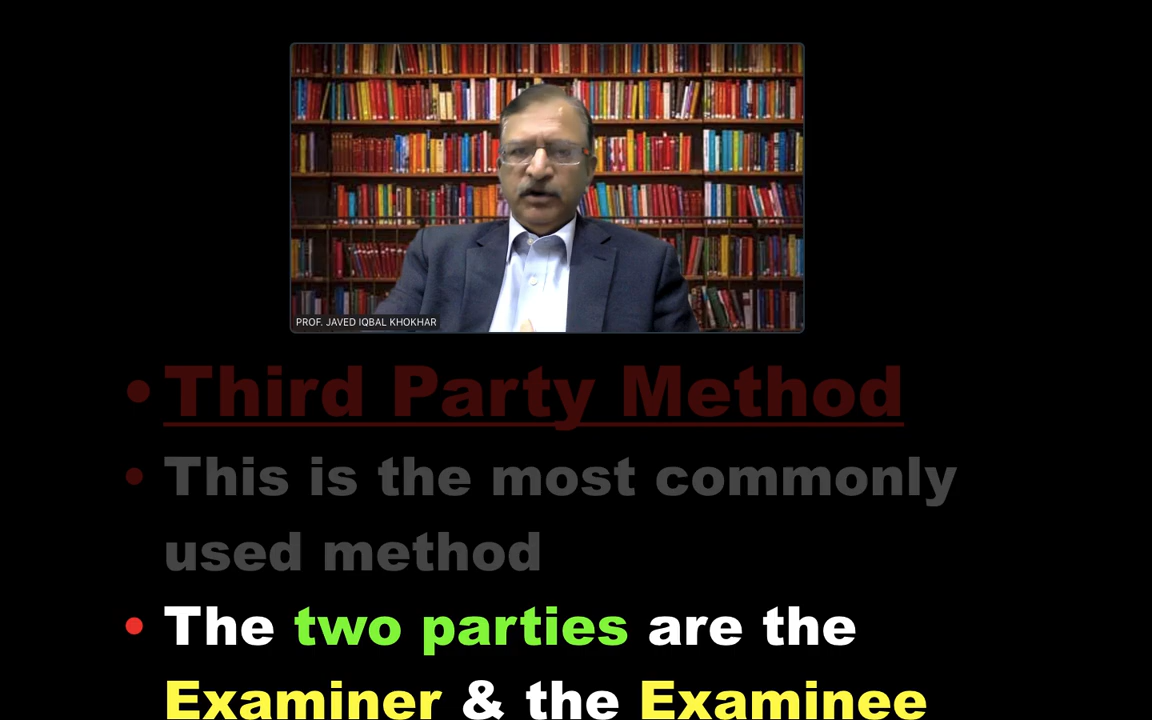 PROF. JAVED IQBAL KHOKHAR
•Third Party Method
• This is the most commonly
used method
• The two parties are the
Examiner & the Examinee